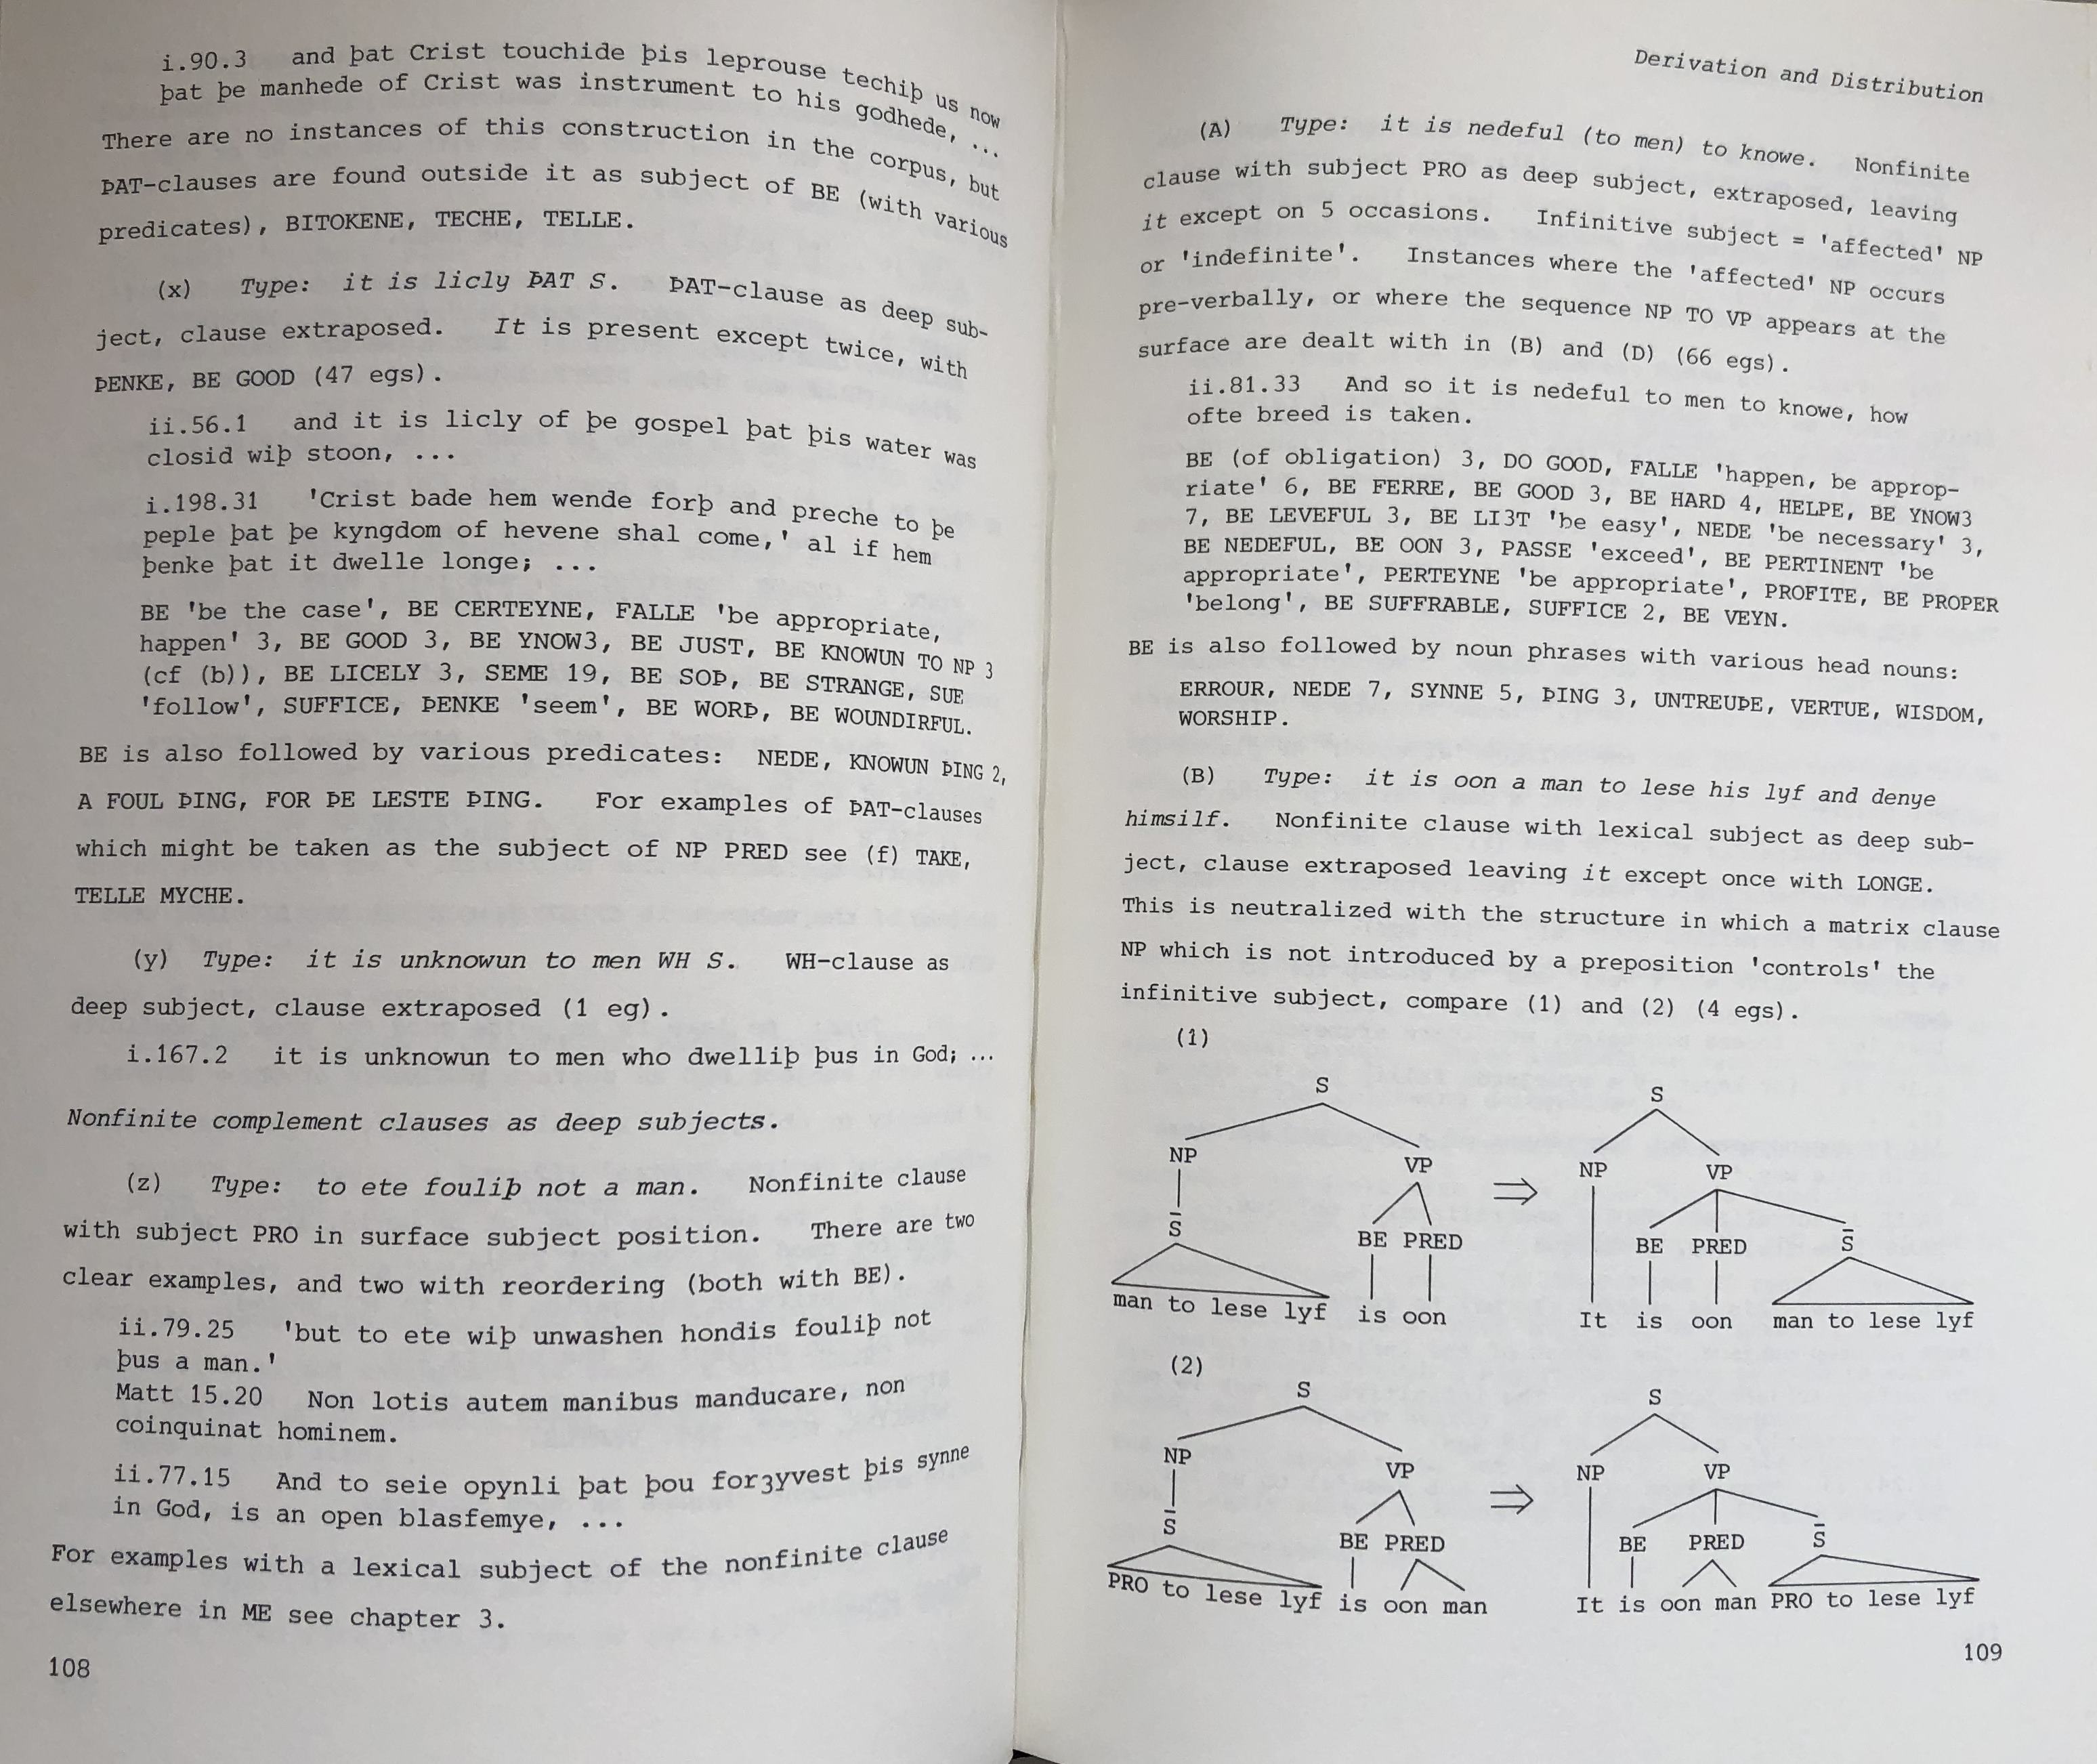 i.90.3 and þat Crist touchide þis leprouse techiþ us now
þat þe manhede of Crist was instrument to his godhede, ...
There are no instances of this construction in the corpus, but
ÞAT-clauses are found outside it as subject of BE (with various
predicates), BITOKENE, TECHE, TELLE.
(x) Type: it is licly ÞAT S. ÞAT-clause as deep sub-
ject, clause extraposed. It is present except twice, with
ÞENKE, BE GOOD (47 egs).
ii.56.1 and it is licly of þe gospel þat þis water was
closid wiþ stoon, ...
i.198.31 'Crist bade hem wende forþ and preche to þe
peple þat þe kyngdom of hevene shal come,' al if hem
þenke þat it dwelle longe; ...
BE 'be the case', BE CERTEYNE, FALLE 'be appropriate,
happen' 3, BE GOOD 3, BE YNOW3, BE JUST, BE KNOWUN TO NP 3
(cf (b)), BE LICELY 3, SEME 19, BE SOÞ, BE STRANGE, SUE
'follow', SUFFICE, ÞENKE 'seem', BE WORÞ, BE WOUNDIRFUL.
BE is also followed by various predicates: NEDE, KNOWUN ÞING 2,
A FOUL ÞING, FOR ÞE LESTE ÞING. For examples of ÞAT-clauses
which might be taken as the subject of NP PRED see (f) TAKE,
TELLE MYCHE.
(y) Type: it is unknowun to men WH S. WH-clause as
deep subject, clause extraposed (1 eg).
i.167.2 it is unknowun to men who dwelliþ þus in God; ...
Nonfinite complement clauses as deep subjects.
(z) Type: to ete fouliþ not a man. Nonfinite clause
with subject PRO in surface subject position. There are two
clear examples, and two with reordering (both with BE).
ii.79.25 'but to ete wiþ unwashen hondis fouliþ not
þus a man.'
Matt 15.20 Non lotis autem manibus manducare, non
coinquinat hominem.
ii.77.15 And to seie opynli þat þou forȝyvest þis synne
in God, is an open blasfemye, ...
For examples with a lexical subject of the nonfinite clause
elsewhere in ME see chapter 3.
108
Derivation and Distribution
(A) Type: it is nedeful (to men) to knowe. Nonfinite
clause with subject PRO as deep subject, extraposed, leaving
it except on 5 occasions. Infinitive subject = 'affected' NP
or 'indefinite'. Instances where the 'affected' NP occurs
pre-verbally, or where the sequence NP TO VP appears at the
surface are dealt with in (B) and (D) (66 egs).
ii.81.33 And so it is nedeful to men to knowe, how
ofte breed is taken.
BE (of obligation) 3, DO GOOD, FALLE 'happen, be approp-
riate' 6, BE FERRE, BE GOOD 3, BE HARD 4, HELPE, BE YNOW3
7, BE LEVEFUL 3, BE LI3T 'be easy', NEDE 'be necessary' 3,
BE NEDEFUL, BE OON 3, PASSE 'exceed', BE PERTINENT 'be
appropriate', PERTEYNE 'be appropriate', PROFITE, BE PROPER
'belong', BE SUFFRABLE, SUFFICE 2, BE VEYN.
BE is also followed by noun phrases with various head nouns:
ERROUR, NEDE 7, SYNNE 5, ÞING 3, UNTREUÞE, VERTUE, WISDOM,
WORSHIP.
(B) Type: it is oon a man to lese his lyf and denye
himsilf. Nonfinite clause with lexical subject as deep sub-
ject, clause extraposed leaving it except once with LONGE.
This is neutralized with the structure in which a matrix clause
NP which is not introduced by a preposition 'controls' the
infinitive subject, compare (1) and (2) (4 egs).
(1)
S S
NP VP ⇒ NP VP
S̄ BE PRED BE PRED S̄
man to lese lyf is oon It is oon man to lese lyf
(2)
S S
NP VP ⇒ NP VP
S̄ BE PRED BE PRED S̄
PRO to lese lyf is oon man It is oon man PRO to lese lyf
109